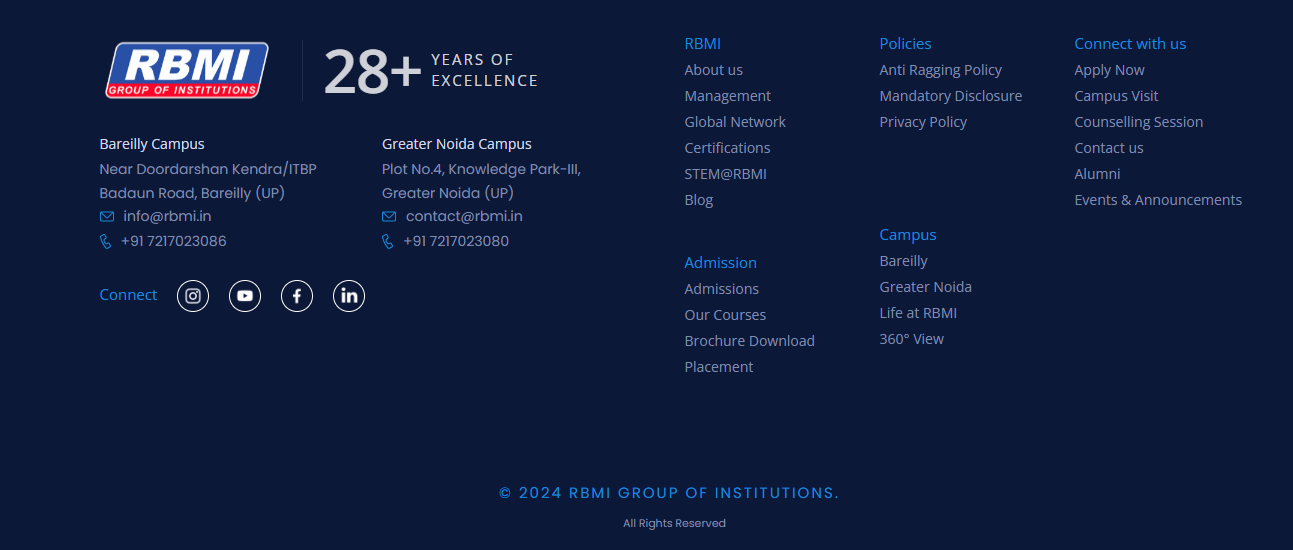 RBMI
GROUP OF INSTITUTIONS
28+
YEARS OF
EXCELLENCE
Bareilly Campus
Near Doordarshan Kendra/ITBP
Badaun Road, Bareilly (UP)
info@rbmi.in
+91 7217023086
Greater Noida Campus
Plot No.4, Knowledge Park-III,
Greater Noida (UP)
contact@rbmi.in
+91 7217023080
Connect
in
RBMI
About us
Management
Global Network
Certifications
STEM@RBMI
Blog
Admission
Admissions
Our Courses
Brochure Download
Placement
Policies
Anti Ragging Policy
Mandatory Disclosure
Privacy Policy
Campus
Bareilly
Greater Noida
Life at RBMI
360° View
Connect with us
Apply Now
Campus Visit
Counselling Session
Contact us
Alumni
Events & Announcements
© 2024 RBMI GROUP OF INSTITUTIONS.
All Rights Reserved